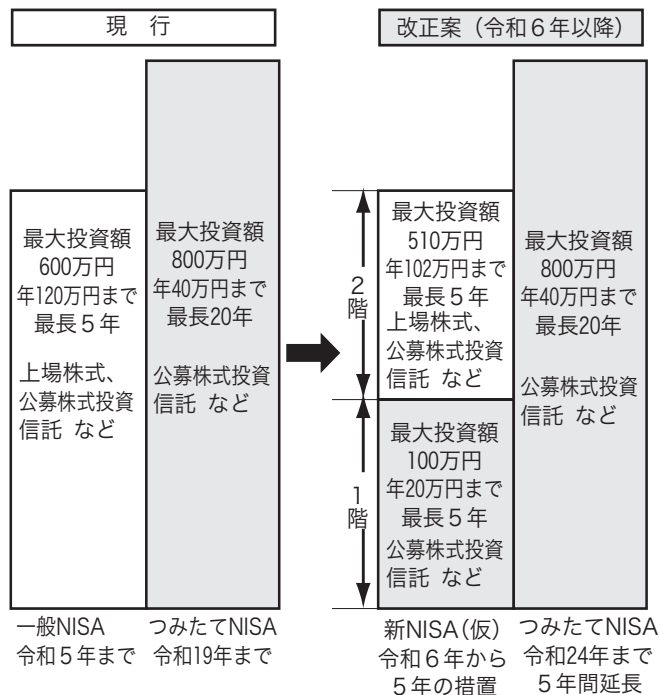 現 行
最大投資額
600万円
年120万円まで
最長５年
上場株式、
公募株式投資
信託 など
最大投資額
800万円
年40万円まで
最長20年
公募株式投資
信託 など
一般NISA
令和５年まで
つみたてNISA
令和19年まで
改正案（令和６年以降）
2
階
最大投資額
510万円
年102万円まで
最長５年
上場株式、
公募株式投資
信託 など
1
階
最大投資額
100万円
年20万円まで
最長５年
公募株式投資
信託 など
最大投資額
800万円
年40万円まで
最長20年
公募株式投資
信託 など
新NISA（仮）
令和６年から
５年の措置
つみたてNISA
令和24年まで
５年間延長